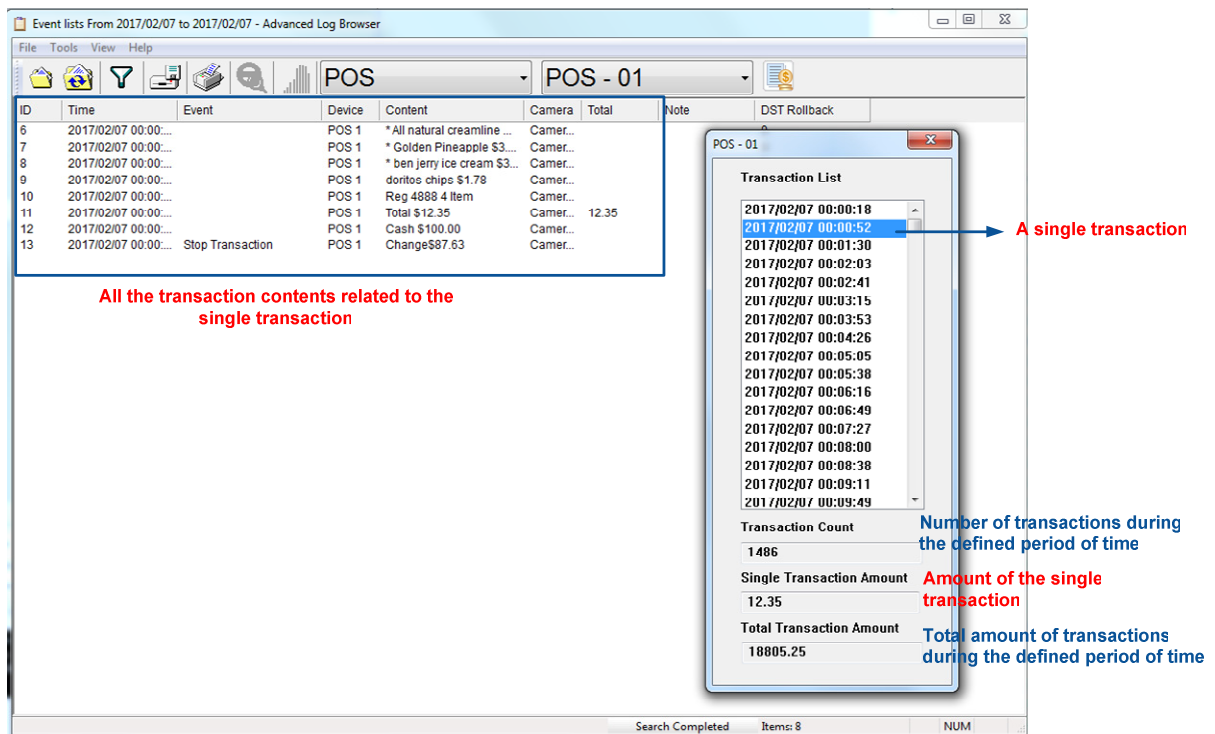 Event lists From 2017/02/07 to 2017/02/07 - Advanced Log Browser
File Tools View Help
POS POS - 01
ID Time Event Device Content Camera Total Note DST Rollback
6 2017/02/07 00:00:... POS 1 * All natural creamline ... Camer...
7 2017/02/07 00:00:... POS 1 * Golden Pineapple $3.... Camer...
8 2017/02/07 00:00:... POS 1 * ben jerry ice cream $3... Camer...
9 2017/02/07 00:00:... POS 1 doritos chips $1.78 Camer...
10 2017/02/07 00:00:... POS 1 Reg 4888 4 Item Camer...
11 2017/02/07 00:00:... POS 1 Total $12.35 Camer... 12.35
12 2017/02/07 00:00:... POS 1 Cash $100.00 Camer...
13 2017/02/07 00:00:... Stop Transaction POS 1 Change$87.63 Camer...
All the transaction contents related to the
single transaction
POS - 01
Transaction List
2017/02/07 00:00:18
2017/02/07 00:00:52
2017/02/07 00:01:30
2017/02/07 00:02:03
2017/02/07 00:02:41
2017/02/07 00:03:15
2017/02/07 00:03:53
2017/02/07 00:04:26
2017/02/07 00:05:05
2017/02/07 00:05:38
2017/02/07 00:06:16
2017/02/07 00:06:49
2017/02/07 00:07:27
2017/02/07 00:08:00
2017/02/07 00:08:38
2017/02/07 00:09:11
2017/02/07 00:09:49
A single transaction
Transaction Count
1486
Number of transactions during
the defined period of time
Single Transaction Amount
12.35
Amount of the single
transaction
Total Transaction Amount
18805.25
Total amount of transactions
during the defined period of time
Search Completed Items: 8 NUM